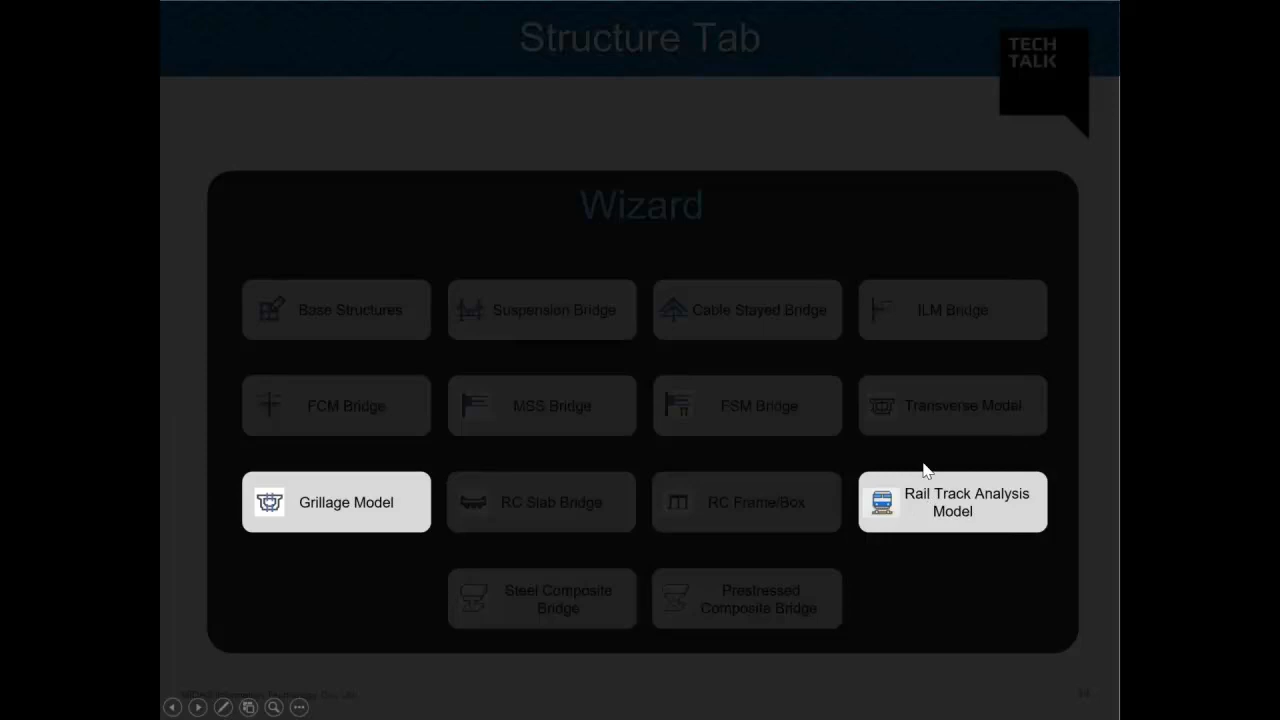 Structure Tab
TECH
TALK
Wizard
Base Structures
Suspension Bridge
Cable Stayed Bridge
ILM Bridge
FCM Bridge
MSS Bridge
FSM Bridge
Transverse Model
Grillage Model
RC Slab Bridge
RC Frame/Box
Rail Track Analysis
Model
Steel Composite
Bridge
Prestressed
Composite Bridge